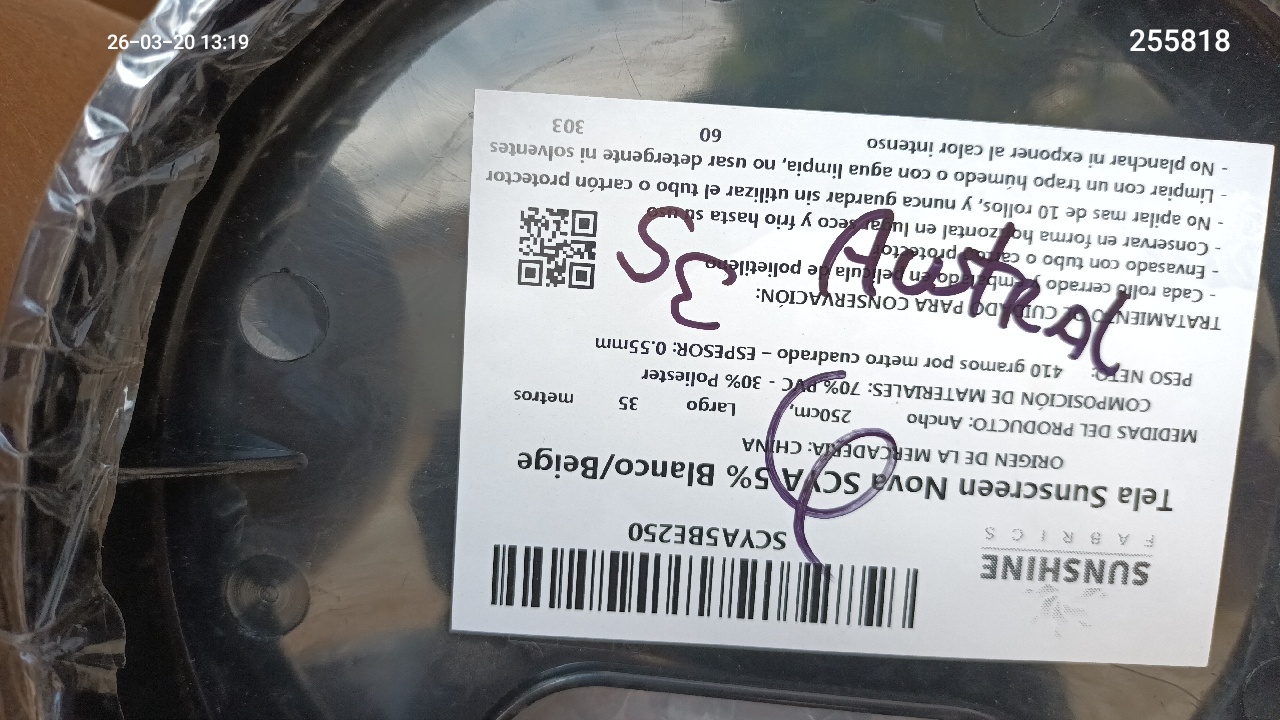 26-03-20 13:19
255818
SUNSHINE
FABRICS
SCYA5BE250
Tela Sunscreen Nova SCYA 5% Blanco/Beige
ORIGEN DE LA MERCADERIA: CHINA
MEDIDAS DEL PRODUCTO: Ancho 250cm, Largo 35 metros
COMPOSICIÓN DE MATERIALES: 70% PVC - 30% Poliester
PESO NETO: 410 gramos por metro cuadrado – ESPESOR: 0.55mm
TRATAMIENTO DE CUIDADO PARA CONSERVACIÓN:
- Cada rollo cerrado y embalado en película de polietileno
- Envasado con tubo o cartón protector
- Conservar en forma horizontal en lugar seco y frio hasta su uso
- No apilar mas de 10 rollos, y nunca guardar sin utilizar el tubo o cartón protector
- Limpiar con un trapo húmedo o con agua limpia, no usar detergente ni solventes
- No planchar ni exponer al calor intenso
60 303
SE Austral